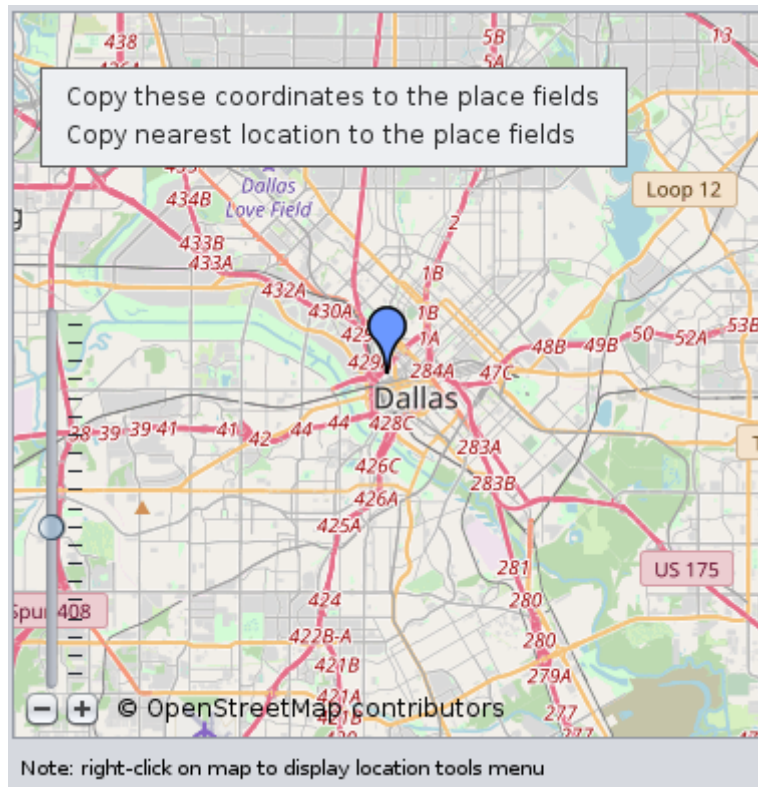 438
5B
5A
13
Copy these coordinates to the place fields
Copy nearest location to the place fields
Dallas
Love Field
Loop 12
434B
433B
433A
2
432A
430A
1B
1B
1A
429A
284A
47C
48B
49B
50
52A
53B
Dallas
38
39
39
41
41
42
44
44
428C
426C
426A
425A
283A
283B
424
422B-A
421B
421A
421B
281
280
280
279A
277
277
US 175
Spur 408
© OpenStreetMap contributors
Note: right-click on map to display location tools menu